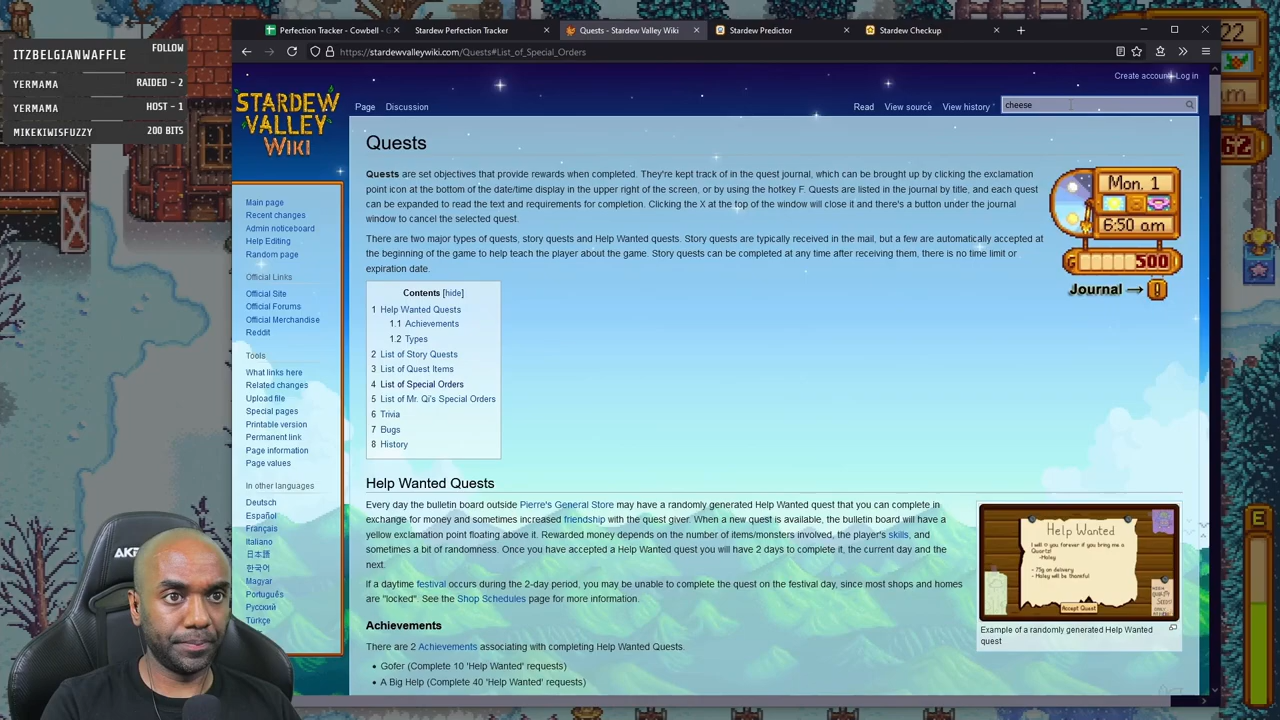 ITZBELGIANWAFFLE FOLLOW
YERMAMA RAIDED - 2
YERMAMA HOST - 1
MIKEKIWISFUZZY 200 BITS
Perfection Tracker - Cowbell - G
Stardew Perfection Tracker
Quests - Stardew Valley Wiki
Stardew Predictor
Stardew Checkup
https://stardewvalleywiki.com/Quests#List_of_Special_Orders
22
62
E
Create account Log in
STARDEW
VALLEY
WIKI
Page Discussion Read View source View history cheese
Main page
Recent changes
Admin noticeboard
Help Editing
Random page
Official Links
Official Site
Official Forums
Official Merchandise
Reddit
Tools
What links here
Related changes
Upload file
Special pages
Printable version
Permanent link
Page information
Page values
In other languages
Deutsch
Español
Français
Italiano
日本語
한국어
Magyar
Português
Русский
Türkçe
Quests
Quests are set objectives that provide rewards when completed. They're kept track of in the quest journal, which can be brought up by clicking the exclamation
point icon at the bottom of the date/time display in the upper right of the screen, or by using the hotkey F. Quests are listed in the journal by title, and each quest
can be expanded to read the text and requirements for completion. Clicking the X at the top of the window will close it and there's a button under the journal
window to cancel the selected quest.
There are two major types of quests, story quests and Help Wanted quests. Story quests are typically received in the mail, but a few are automatically accepted at
the beginning of the game to help teach the player about the game. Story quests can be completed at any time after receiving them, there is no time limit or
expiration date.
Mon. 1
6:50 am
G 500
Journal → !
Contents [hide]
1 Help Wanted Quests
1.1 Achievements
1.2 Types
2 List of Story Quests
3 List of Quest Items
4 List of Special Orders
5 List of Mr. Qi's Special Orders
6 Trivia
7 Bugs
8 History
Help Wanted Quests
Every day the bulletin board outside Pierre's General Store may have a randomly generated Help Wanted quest that you can complete in
exchange for money and sometimes increased friendship with the quest giver. When a new quest is available, the bulletin board will have a
yellow exclamation point floating above it. Rewarded money depends on the number of items/monsters involved, the player's skills, and
sometimes a bit of randomness. Once you have accepted a Help Wanted quest you will have 2 days to complete it, the current day and the
next.
If a daytime festival occurs during the 2-day period, you may be unable to complete the quest on the festival day, since most shops and homes
are "locked". See the Shop Schedules page for more information.
Help Wanted
-Haley
- 75g on delivery
- Haley will be thankful
Accept Quest
Example of a randomly generated Help Wanted
quest
Achievements
There are 2 Achievements associating with completing Help Wanted Quests.
• Gofer (Complete 10 'Help Wanted' requests)
• A Big Help (Complete 40 'Help Wanted' requests)